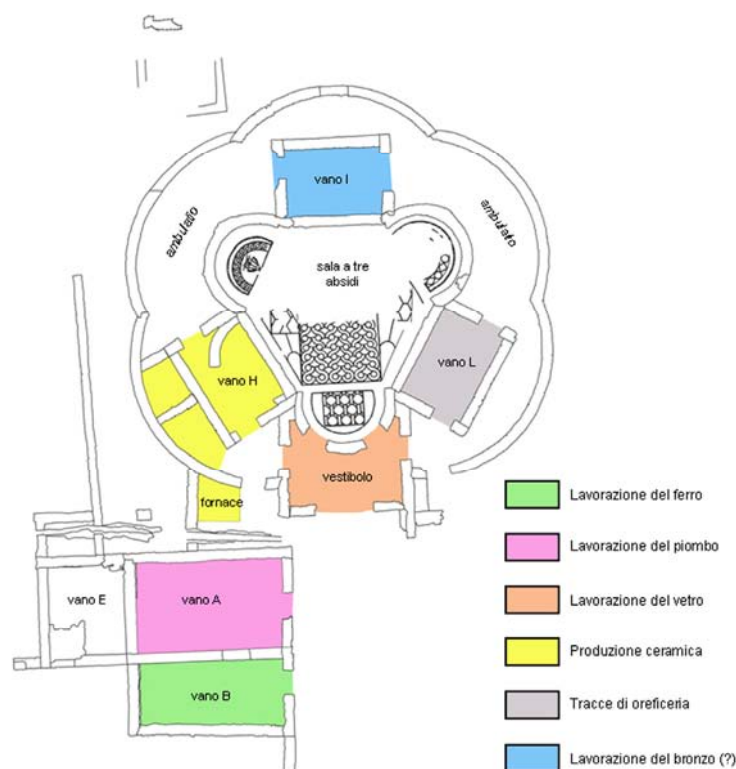 vano I
ambulatio
ambulatio
sala a tre
absidi
vano H
vano L
vestibolo
fornace
vano E
vano A
vano B
Lavorazione del ferro
Lavorazione del piombo
Lavorazione del vetro
Produzione ceramica
Tracce di oreficeria
Lavorazione del bronzo (?)